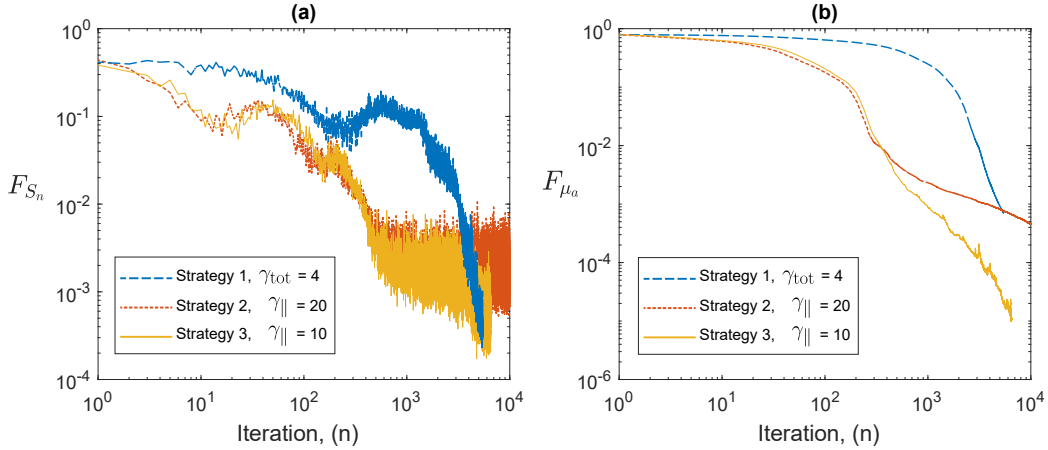 (a)
10^0
10^-1
10^-2
10^-3
10^-4
F_{S_n}
Strategy 1, γ_tot = 4
Strategy 2, γ_∥ = 20
Strategy 3, γ_∥ = 10
10^0 10^1 10^2 10^3 10^4
Iteration, (n)
(b)
10^0
10^-2
10^-4
10^-6
F_{μ_a}
Strategy 1, γ_tot = 4
Strategy 2, γ_∥ = 20
Strategy 3, γ_∥ = 10
10^0 10^1 10^2 10^3 10^4
Iteration, (n)